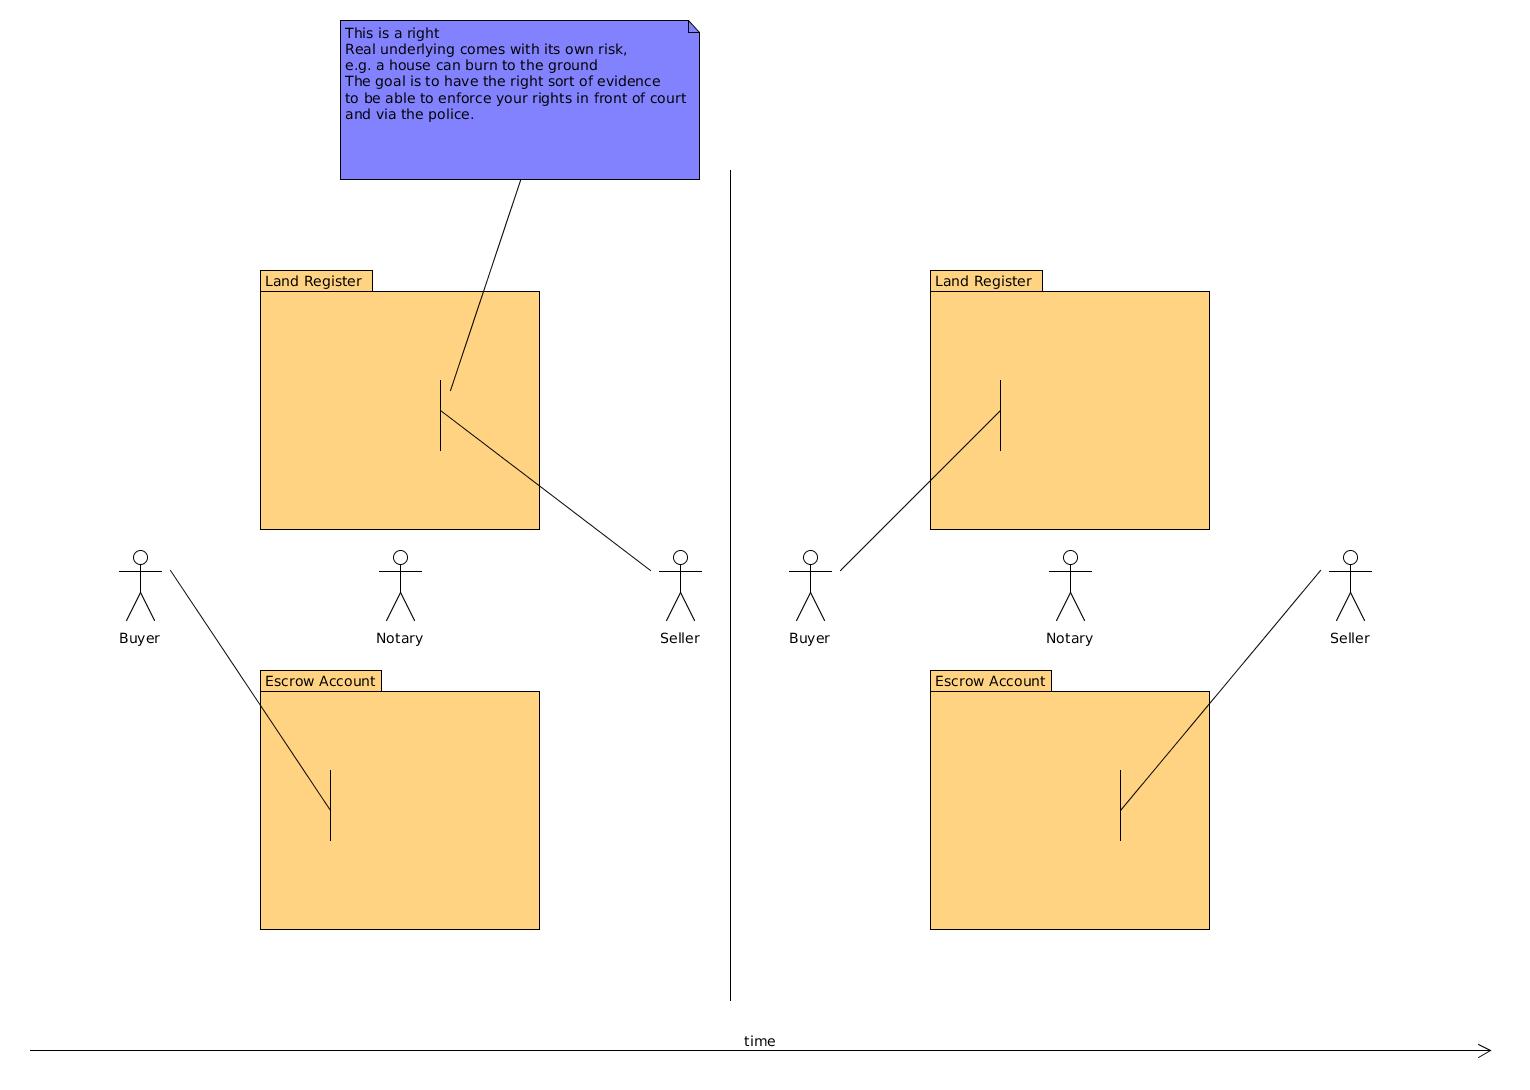 This is a right
Real underlying comes with its own risk,
e.g. a house can burn to the ground
The goal is to have the right sort of evidence
to be able to enforce your rights in front of court
and via the police.
Land Register
Land Register
Buyer
Notary
Seller
Buyer
Notary
Seller
Escrow Account
Escrow Account
time